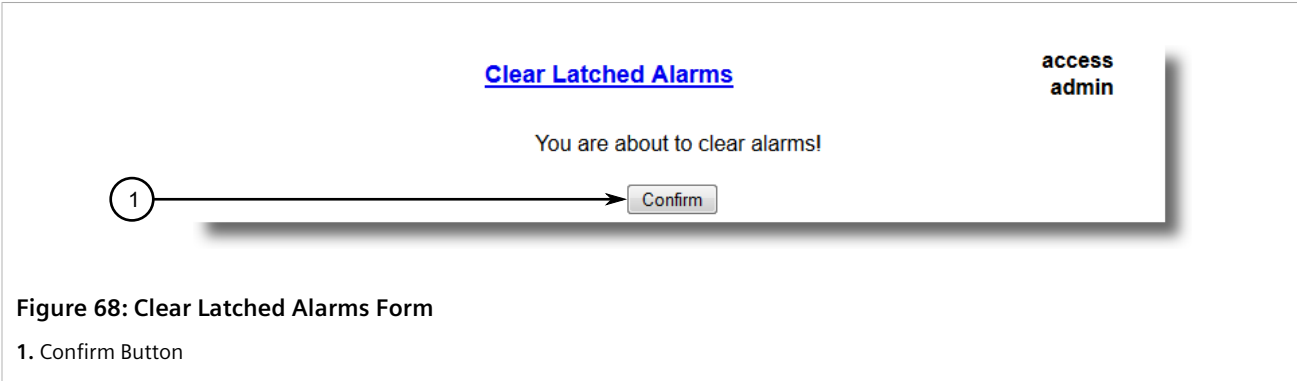 Clear Latched Alarms
access
admin
You are about to clear alarms!
1
Confirm
Figure 68: Clear Latched Alarms Form
1. Confirm Button